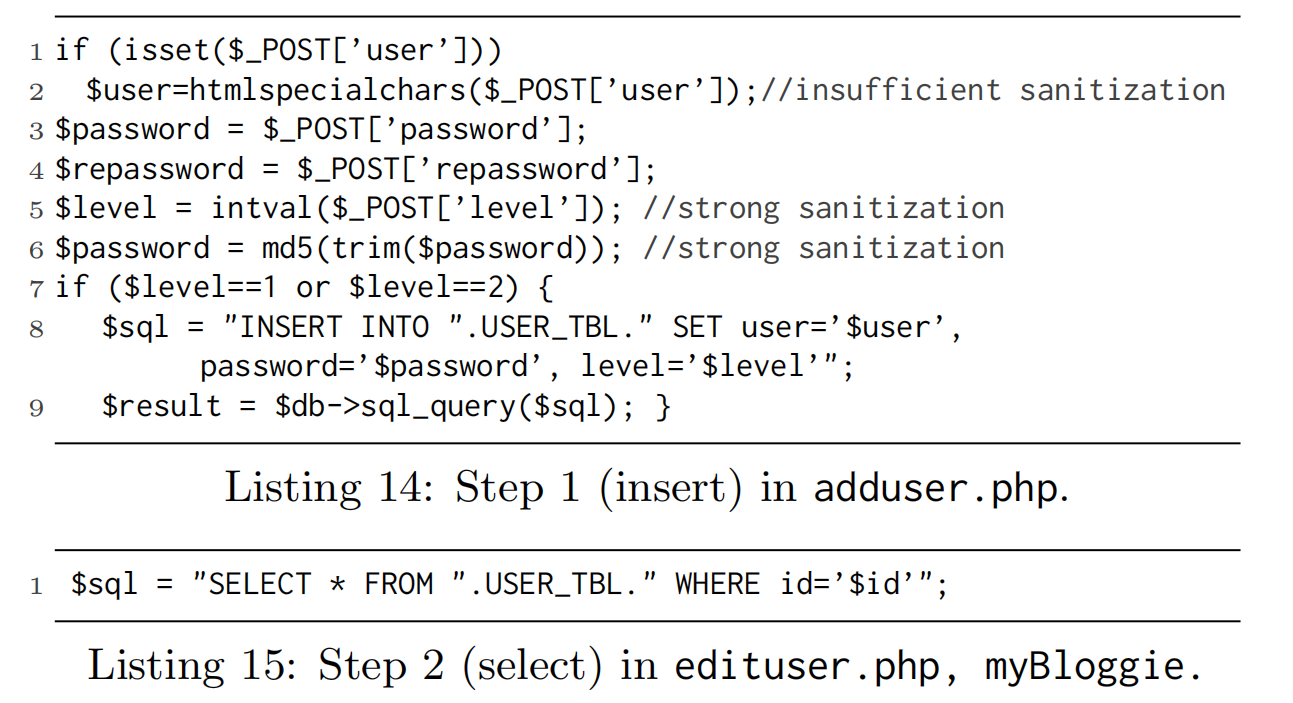 1 if (isset($_POST[’user’]))
2 $user=htmlspecialchars($_POST[’user’]);//insufficient sanitization
3 $password = $_POST[’password’];
4 $repassword = $_POST[’repassword’];
5 $level = intval($_POST[’level’]); //strong sanitization
6 $password = md5(trim($password)); //strong sanitization
7 if ($level==1 or $level==2) {
8 $sql = "INSERT INTO ".USER_TBL." SET user=’$user’,
password=’$password’, level=’$level’";
9 $result = $db->sql_query($sql); }
Listing 14: Step 1 (insert) in adduser.php.
1 $sql = "SELECT * FROM ".USER_TBL." WHERE id=’$id’";
Listing 15: Step 2 (select) in edituser.php, myBloggie.